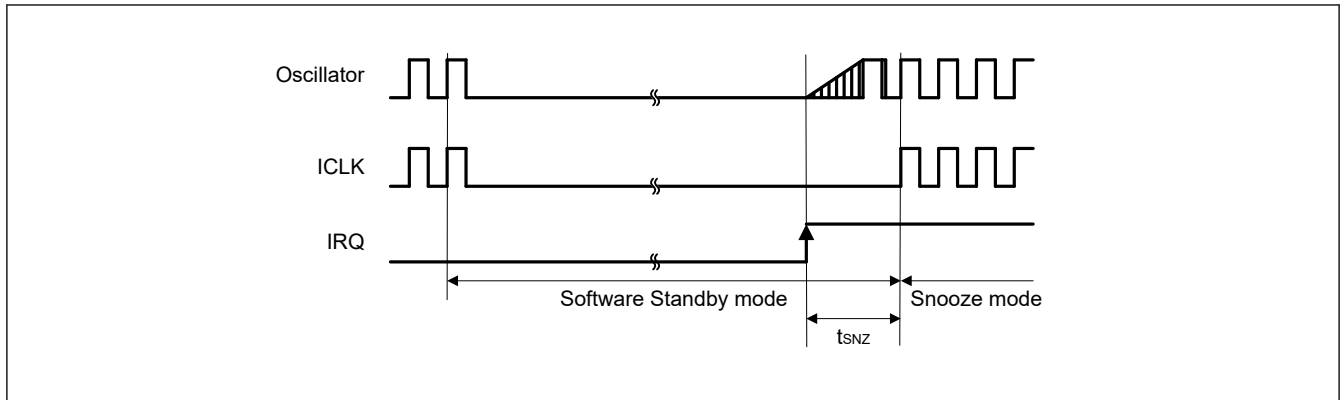 Oscillator
ICLK
IRQ
Software Standby mode
Snooze mode
tSNZ